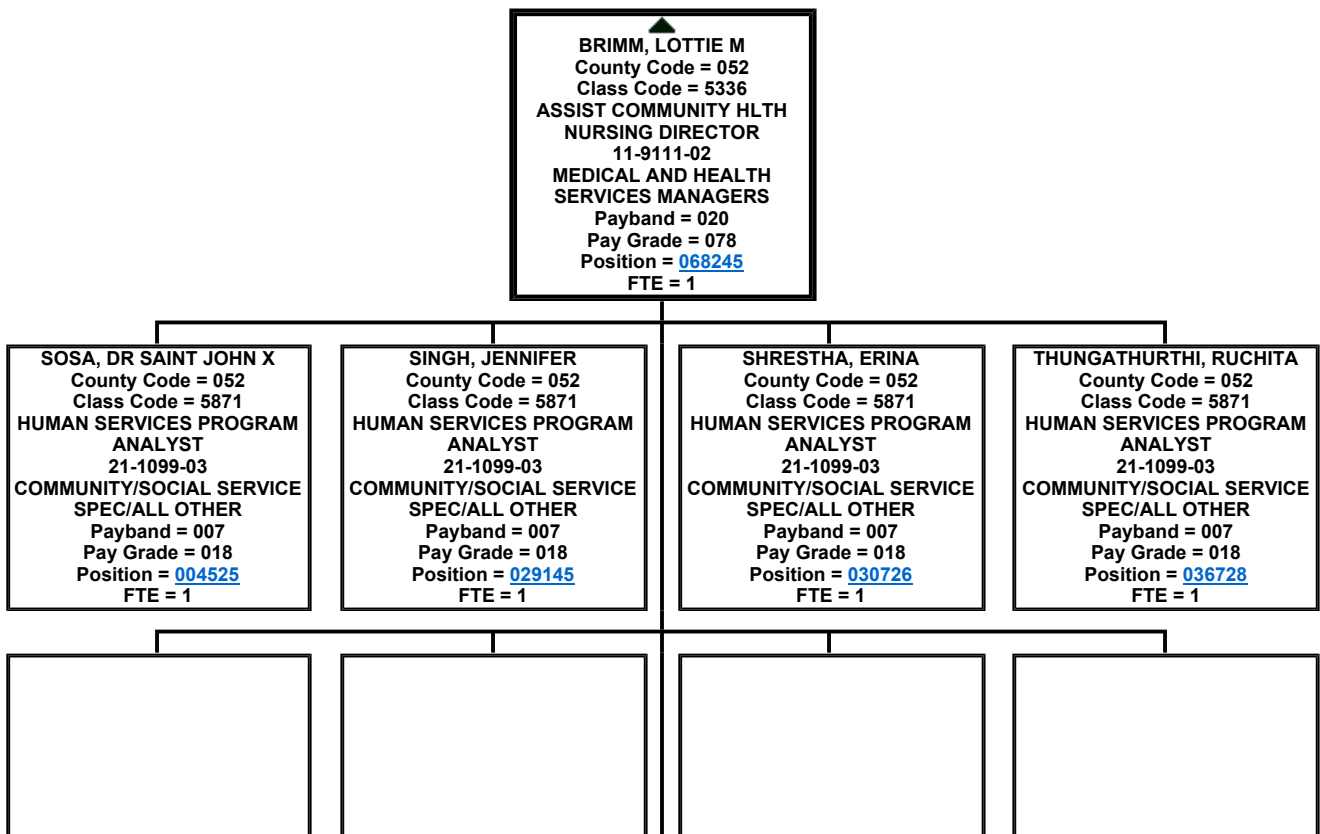 BRIMM, LOTTIE M
County Code = 052
Class Code = 5336
ASSIST COMMUNITY HLTH
NURSING DIRECTOR
11-9111-02
MEDICAL AND HEALTH
SERVICES MANAGERS
Payband = 020
Pay Grade = 078
Position = 068245
FTE = 1
SOSA, DR SAINT JOHN X
County Code = 052
Class Code = 5871
HUMAN SERVICES PROGRAM
ANALYST
21-1099-03
COMMUNITY/SOCIAL SERVICE
SPEC/ALL OTHER
Payband = 007
Pay Grade = 018
Position = 004525
FTE = 1
SINGH, JENNIFER
County Code = 052
Class Code = 5871
HUMAN SERVICES PROGRAM
ANALYST
21-1099-03
COMMUNITY/SOCIAL SERVICE
SPEC/ALL OTHER
Payband = 007
Pay Grade = 018
Position = 029145
FTE = 1
SHRESTHA, ERINA
County Code = 052
Class Code = 5871
HUMAN SERVICES PROGRAM
ANALYST
21-1099-03
COMMUNITY/SOCIAL SERVICE
SPEC/ALL OTHER
Payband = 007
Pay Grade = 018
Position = 030726
FTE = 1
THUNGATHURTHI, RUCHITA
County Code = 052
Class Code = 5871
HUMAN SERVICES PROGRAM
ANALYST
21-1099-03
COMMUNITY/SOCIAL SERVICE
SPEC/ALL OTHER
Payband = 007
Pay Grade = 018
Position = 036728
FTE = 1